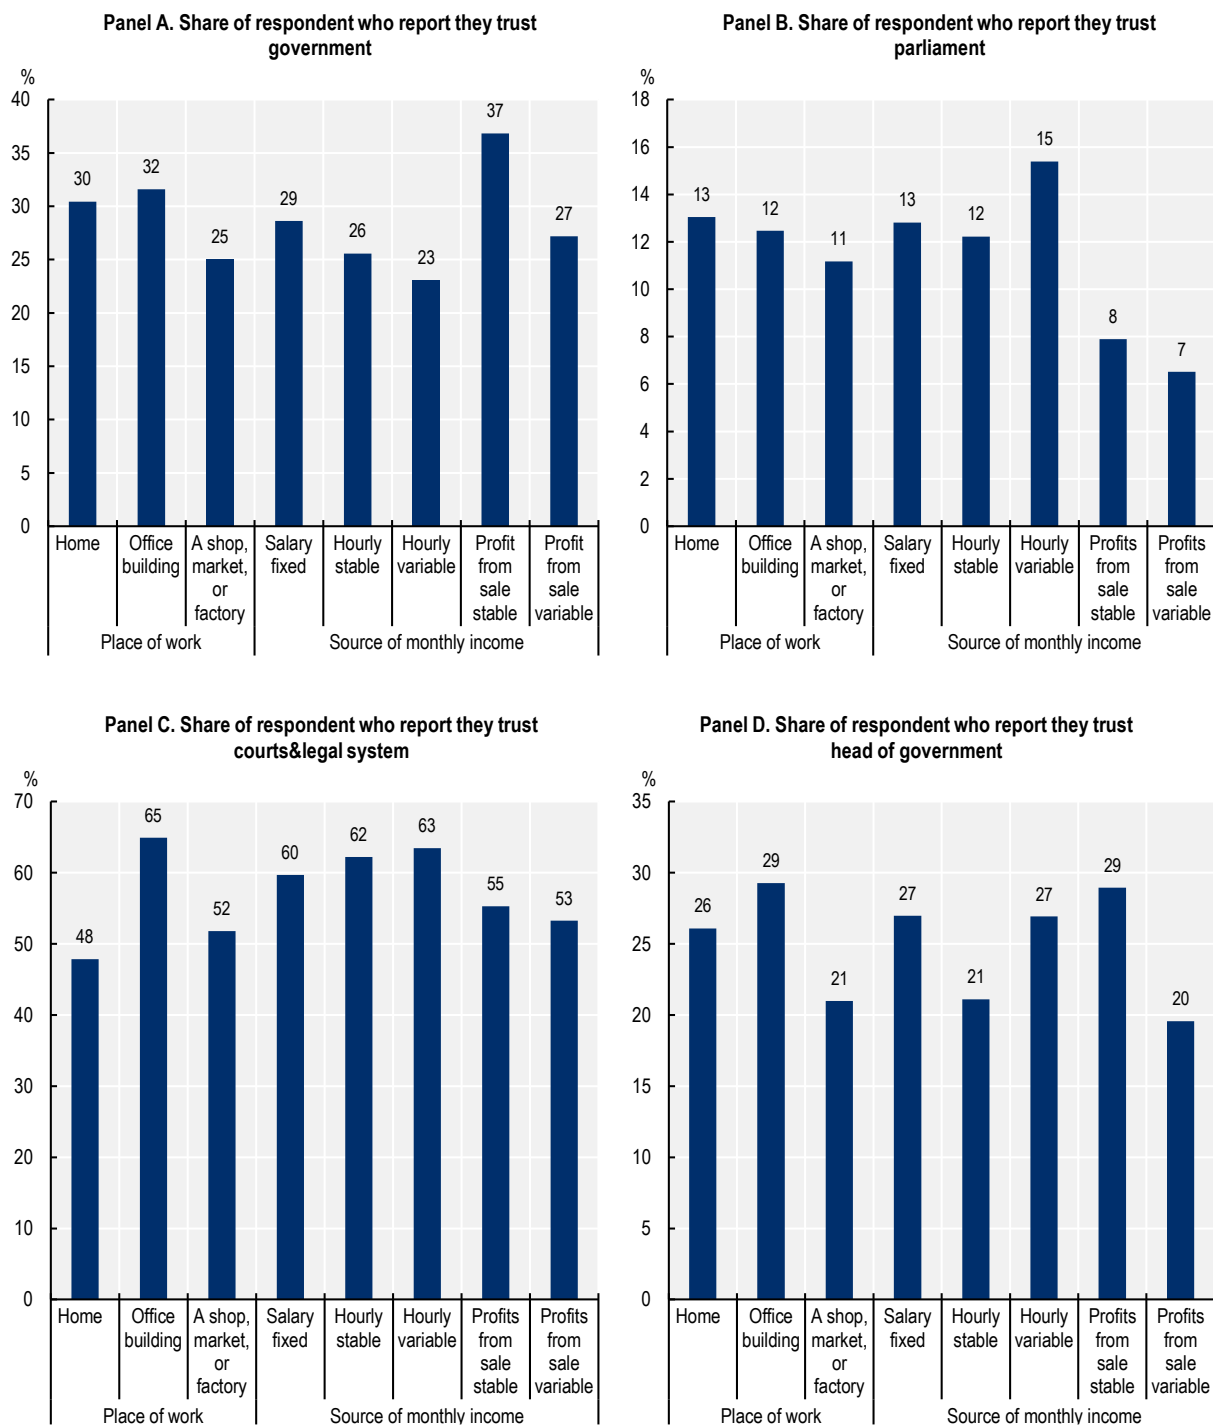 Panel A. Share of respondent who report they trust
government
%
40
35
30
25
20
15
10
5
0
30
32
25
29
26
23
37
27
Home
Office
building
A shop,
market,
or
factory
Salary
fixed
Hourly
stable
Hourly
variable
Profit
from
sale
stable
Profit
from
sale
variable
Place of work
Source of monthly income
Panel B. Share of respondent who report they trust
parliament
%
18
16
14
12
10
8
6
4
2
0
13
12
11
13
12
15
8
7
Home
Office
building
A shop,
market,
or
factory
Salary
fixed
Hourly
stable
Hourly
variable
Profits
from
sale
stable
Profits
from
sale
variable
Place of work
Source of monthly income
Panel C. Share of respondent who report they trust
courts&legal system
%
70
60
50
40
30
20
10
0
48
65
52
60
62
63
55
53
Home
Office
building
A shop,
market,
or
factory
Salary
fixed
Hourly
stable
Hourly
variable
Profits
from
sale
stable
Profits
from
sale
variable
Place of work
Source of monthly income
Panel D. Share of respondent who report they trust
head of government
%
35
30
25
20
15
10
5
0
26
29
21
27
21
27
29
20
Home
Office
building
A shop,
market,
or
factory
Salary
fixed
Hourly
stable
Hourly
variable
Profits
from
sale
stable
Profits
from
sale
variable
Place of work
Source of monthly income